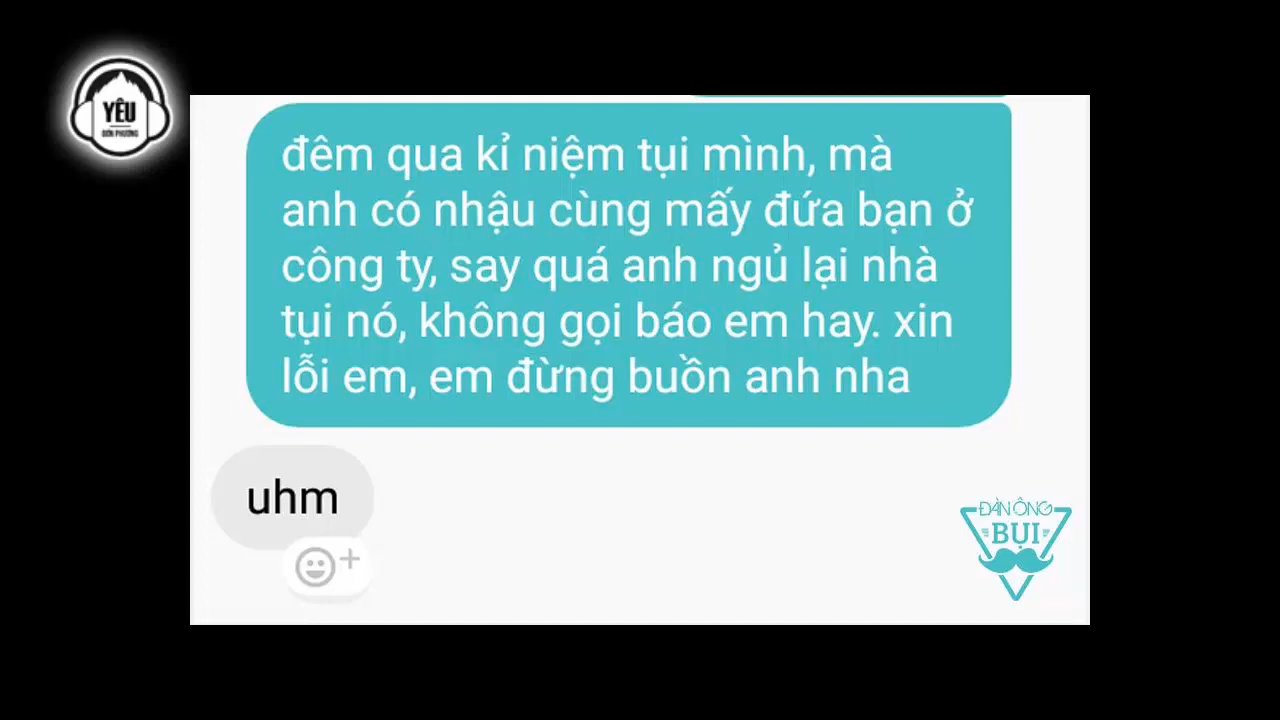 YÊU
ĐƠN PHƯƠNG
đêm qua kỉ niệm tụi mình, mà
anh có nhậu cùng mấy đứa bạn ở
công ty, say quá anh ngủ lại nhà
tụi nó, không gọi báo em hay. xin
lỗi em, em đừng buồn anh nha
uhm
ĐÀN ÔNG
BỤI